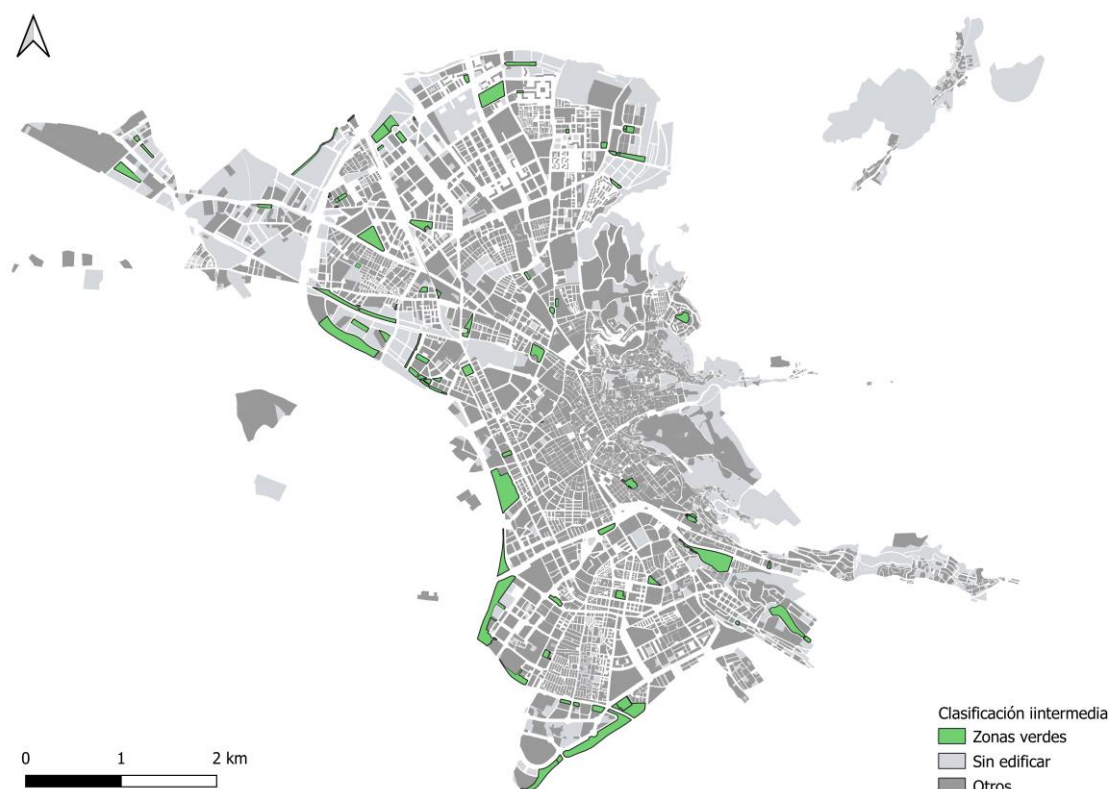 0 1 2 km
Clasificación iintermedia
Zonas verdes
Sin edificar
Otros